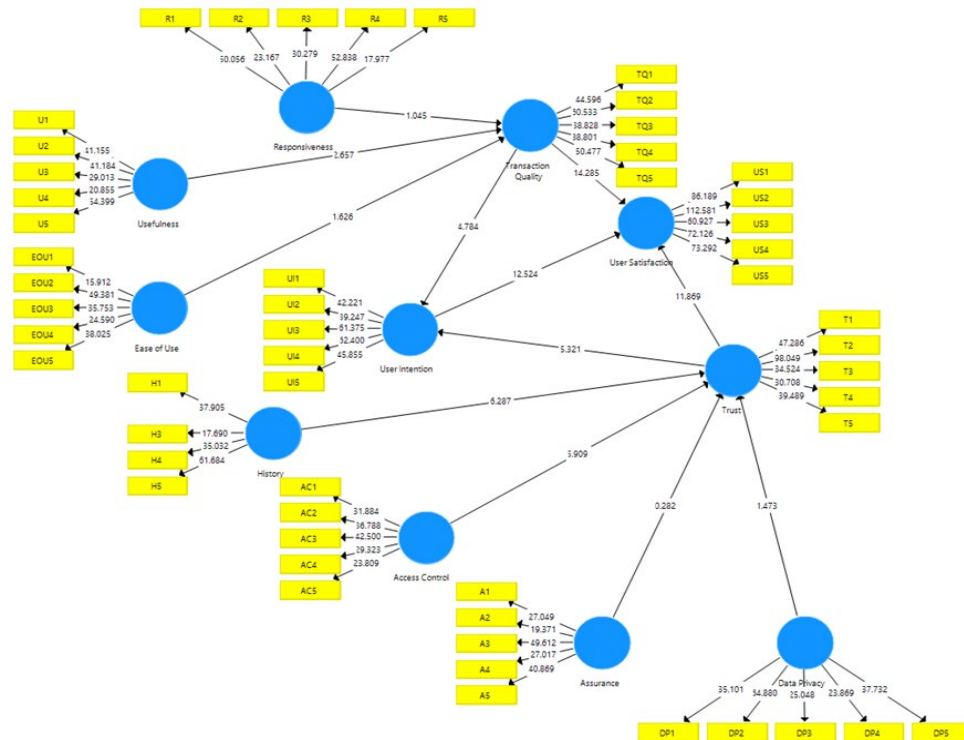 R1
R2
R3
R4
R5
23.167
30.279
52.838
17.977
Responsiveness
1.045
TQ1
TQ2
TQ3
TQ4
TQ5
44.596
38.828
38.801
50.477
Transaction
Quality
14.285
U1
U2
U3
U4
U5
41.155
41.184
29.013
20.855
54.399
Usefulness
2.657
US1
US2
US3
US4
US5
86.189
112.581
60.927
72.126
73.292
User Satisfaction
1.626
4.784
EOU1
EOU2
EOU3
EOU4
EOU5
15.912
49.381
35.753
24.590
38.025
Ease of Use
UI1
UI2
UI3
UI4
UI5
42.221
39.247
61.375
45.855
User Intention
12.524
11.869
5.321
T1
T2
T3
T4
T5
47.286
98.049
34.524
30.708
39.489
Trust
H1
H3
H4
H5
37.905
17.690
35.032
61.684
History
6.287
AC1
AC2
AC3
AC4
AC5
31.884
36.788
42.500
29.323
23.809
Access Control
0.282
1.473
A1
A2
A3
A4
A5
27.049
19.371
49.612
27.017
40.869
Assurance
Data Privacy
35.101
25.048
23.869
37.732
DP1
DP2
DP3
DP4
DP5